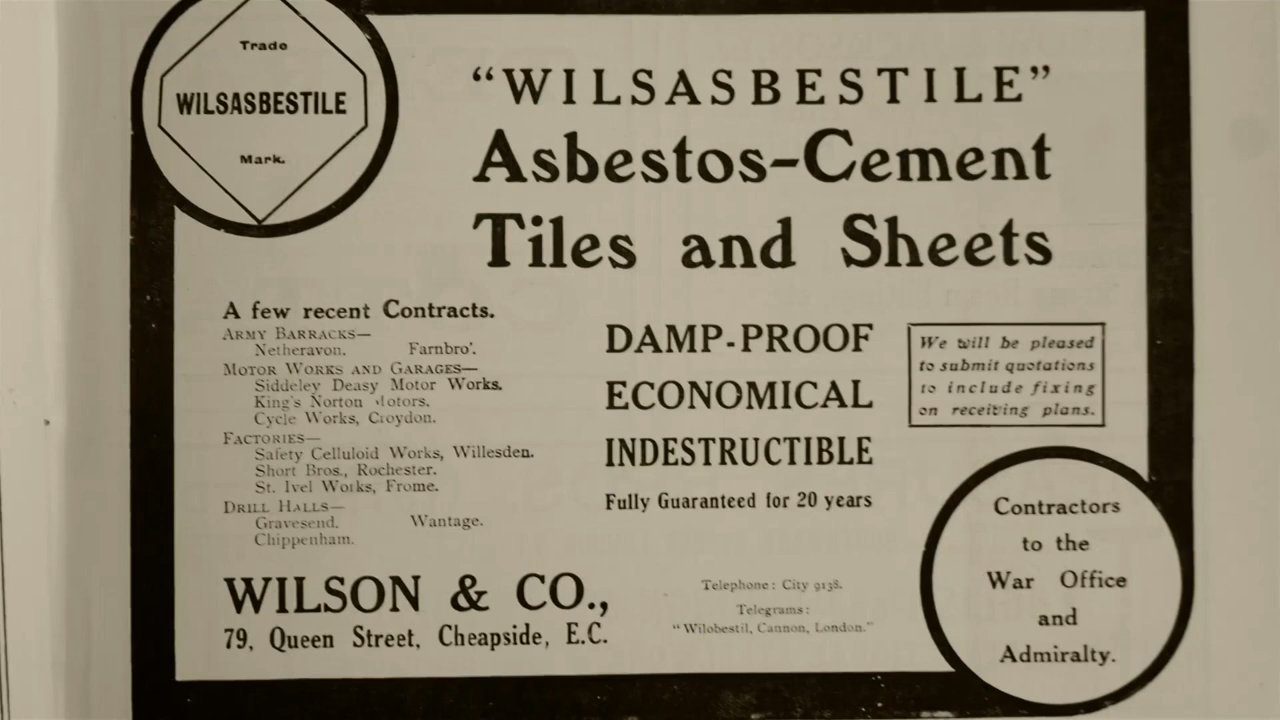 Trade
WILSASBESTILE
Mark.
"WILSASBESTILE"
Asbestos-Cement
Tiles and Sheets
A few recent Contracts.
ARMY BARRACKS—
Netheravon. Farnbro'.
MOTOR WORKS AND GARAGES—
Siddeley Deasy Motor Works.
King's Norton Motors.
Cycle Works, Croydon.
FACTORIES—
Safety Celluloid Works, Willesden.
Short Bros., Rochester.
St. Ivel Works, Frome.
DRILL HALLS—
Gravesend. Wantage.
Chippenham.
DAMP-PROOF
ECONOMICAL
INDESTRUCTIBLE
Fully Guaranteed for 20 years
We will be pleased
to submit quotations
to include fixing
on receiving plans.
WILSON & CO.,
79, Queen Street, Cheapside, E.C.
Telephone: City 9138.
Telegrams:
"Wilobestil, Cannon, London."
Contractors
to the
War Office
and
Admiralty.